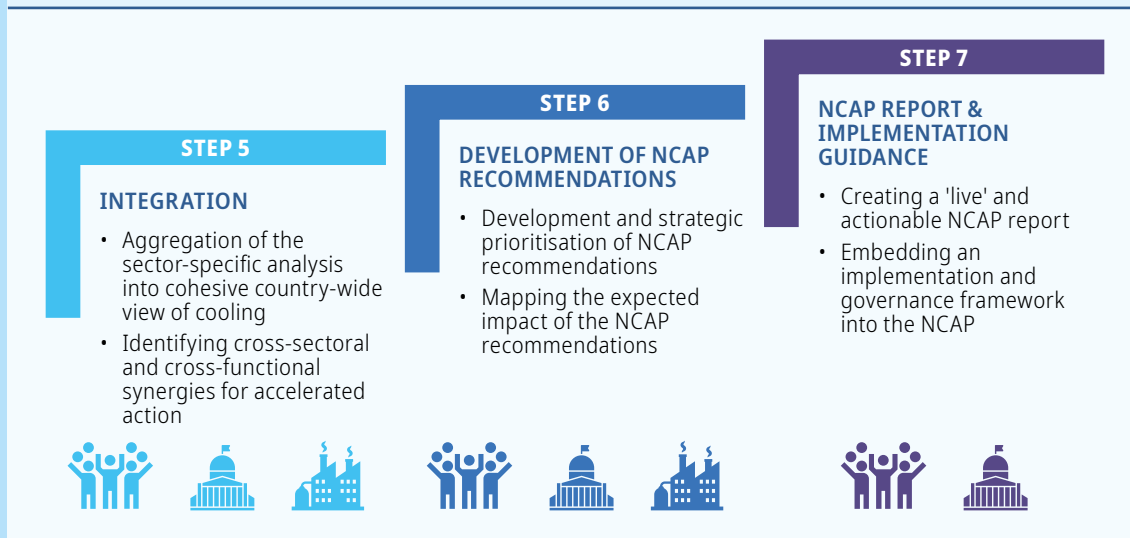 STEP 5
INTEGRATION
• Aggregation of the
sector-specific analysis
into cohesive country-wide
view of cooling
• Identifying cross-sectoral
and cross-functional
synergies for accelerated
action
STEP 6
DEVELOPMENT OF NCAP
RECOMMENDATIONS
• Development and strategic
prioritisation of NCAP
recommendations
• Mapping the expected
impact of the NCAP
recommendations
STEP 7
NCAP REPORT &
IMPLEMENTATION
GUIDANCE
• Creating a 'live' and
actionable NCAP report
• Embedding an
implementation and
governance framework
into the NCAP